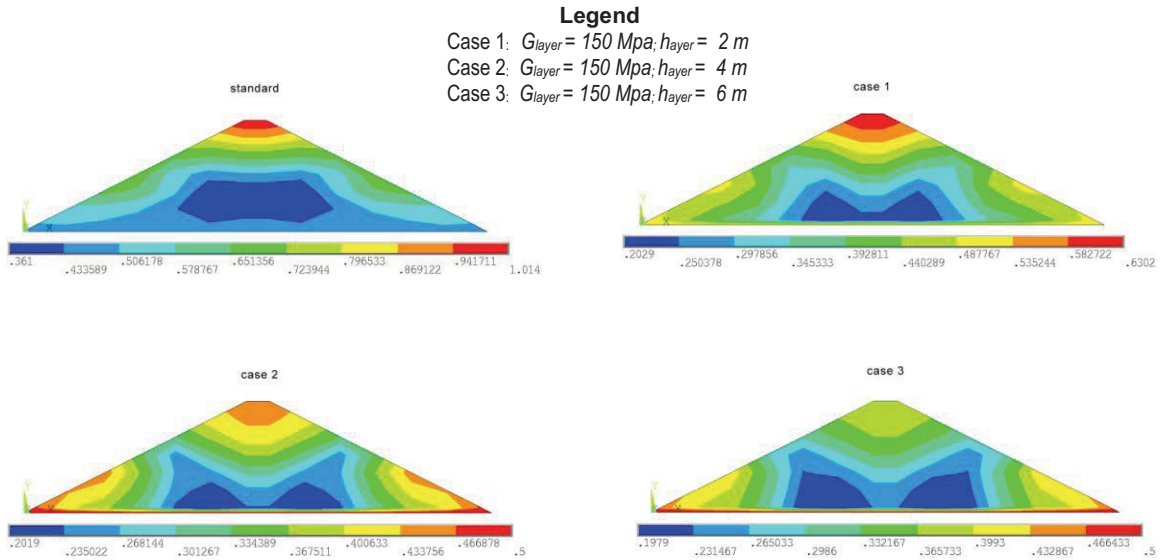 Legend
Case 1: Glayer = 150 Mpa; hayer = 2 m
Case 2: Glayer = 150 Mpa; hayer = 4 m
Case 3: Glayer = 150 Mpa; hayer = 6 m
standard
case 1
Y
X
X
.361 .506178 .651356 .796533 .941711
.433589 .578767 .723944 .869122 1.014
.2029 .297856 .392811 .487767 .582722
.250378 .345333 .440289 .535244 .6302
case 2
case 3
X
.2019 .268144 .334389 .400633 .466878
.235022 .301267 .367511 .433756 .5
.1979 .265033 .332167 .3993 .466433
.231467 .2986 .365733 .432867 .5